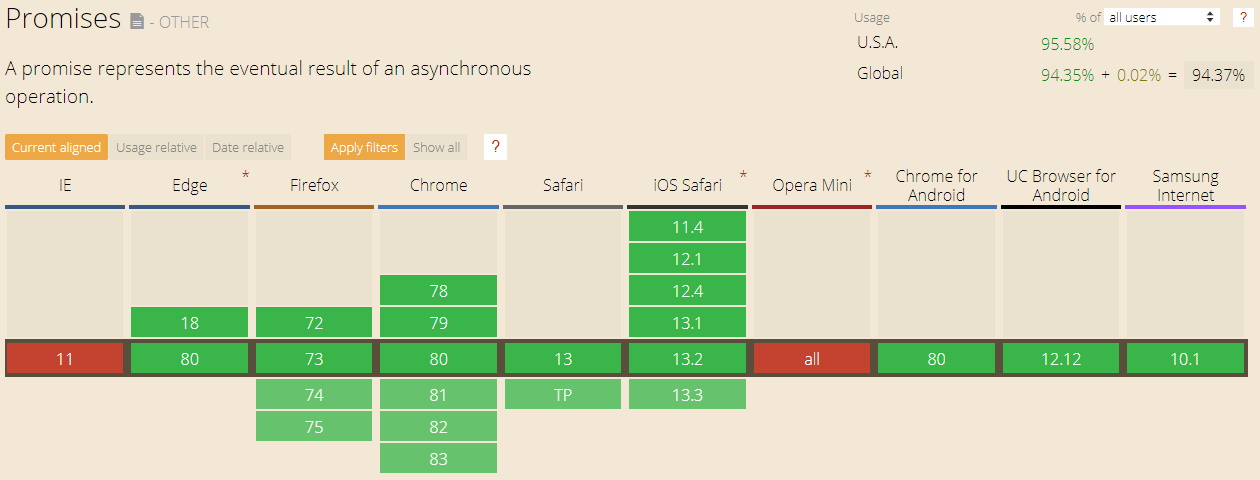 Promises - OTHER
Usage % of all users ?
U.S.A. 95.58%
Global 94.35% + 0.02% = 94.37%
A promise represents the eventual result of an asynchronous
operation.
Current aligned Usage relative Date relative Apply filters Show all ?
IE Edge * Firefox Chrome Safari iOS Safari * Opera Mini * Chrome for Android UC Browser for Android Samsung Internet
11.4
12.1
78 12.4
18 72 79 13.1
11 80 73 80 13 13.2 all 80 12.12 10.1
74 81 TP 13.3
75 82
83